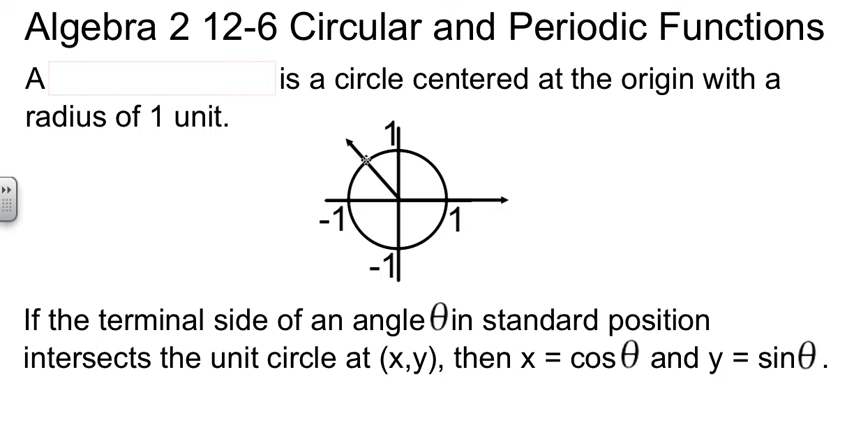 Algebra 2 12-6 Circular and Periodic Functions
A is a circle centered at the origin with a
radius of 1 unit.
1
-1 1
-1
If the terminal side of an angle θ in standard position
intersects the unit circle at (x,y), then x = cos θ and y = sin θ.